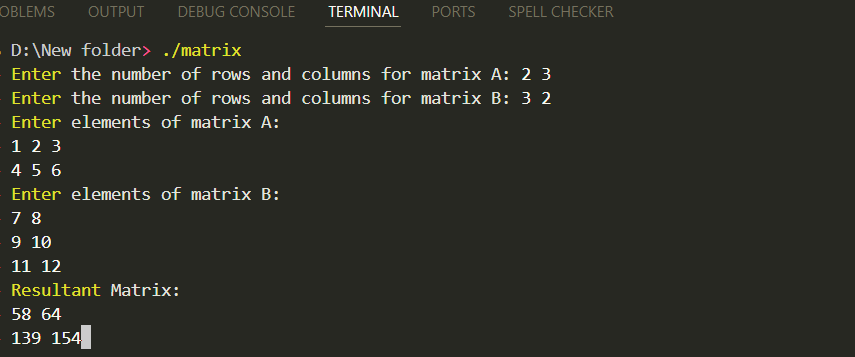 OBLEMS OUTPUT DEBUG CONSOLE TERMINAL PORTS SPELL CHECKER
D:\New folder> ./matrix
Enter the number of rows and columns for matrix A: 2 3
Enter the number of rows and columns for matrix B: 3 2
Enter elements of matrix A:
1 2 3
4 5 6
Enter elements of matrix B:
7 8
9 10
11 12
Resultant Matrix:
58 64
139 154